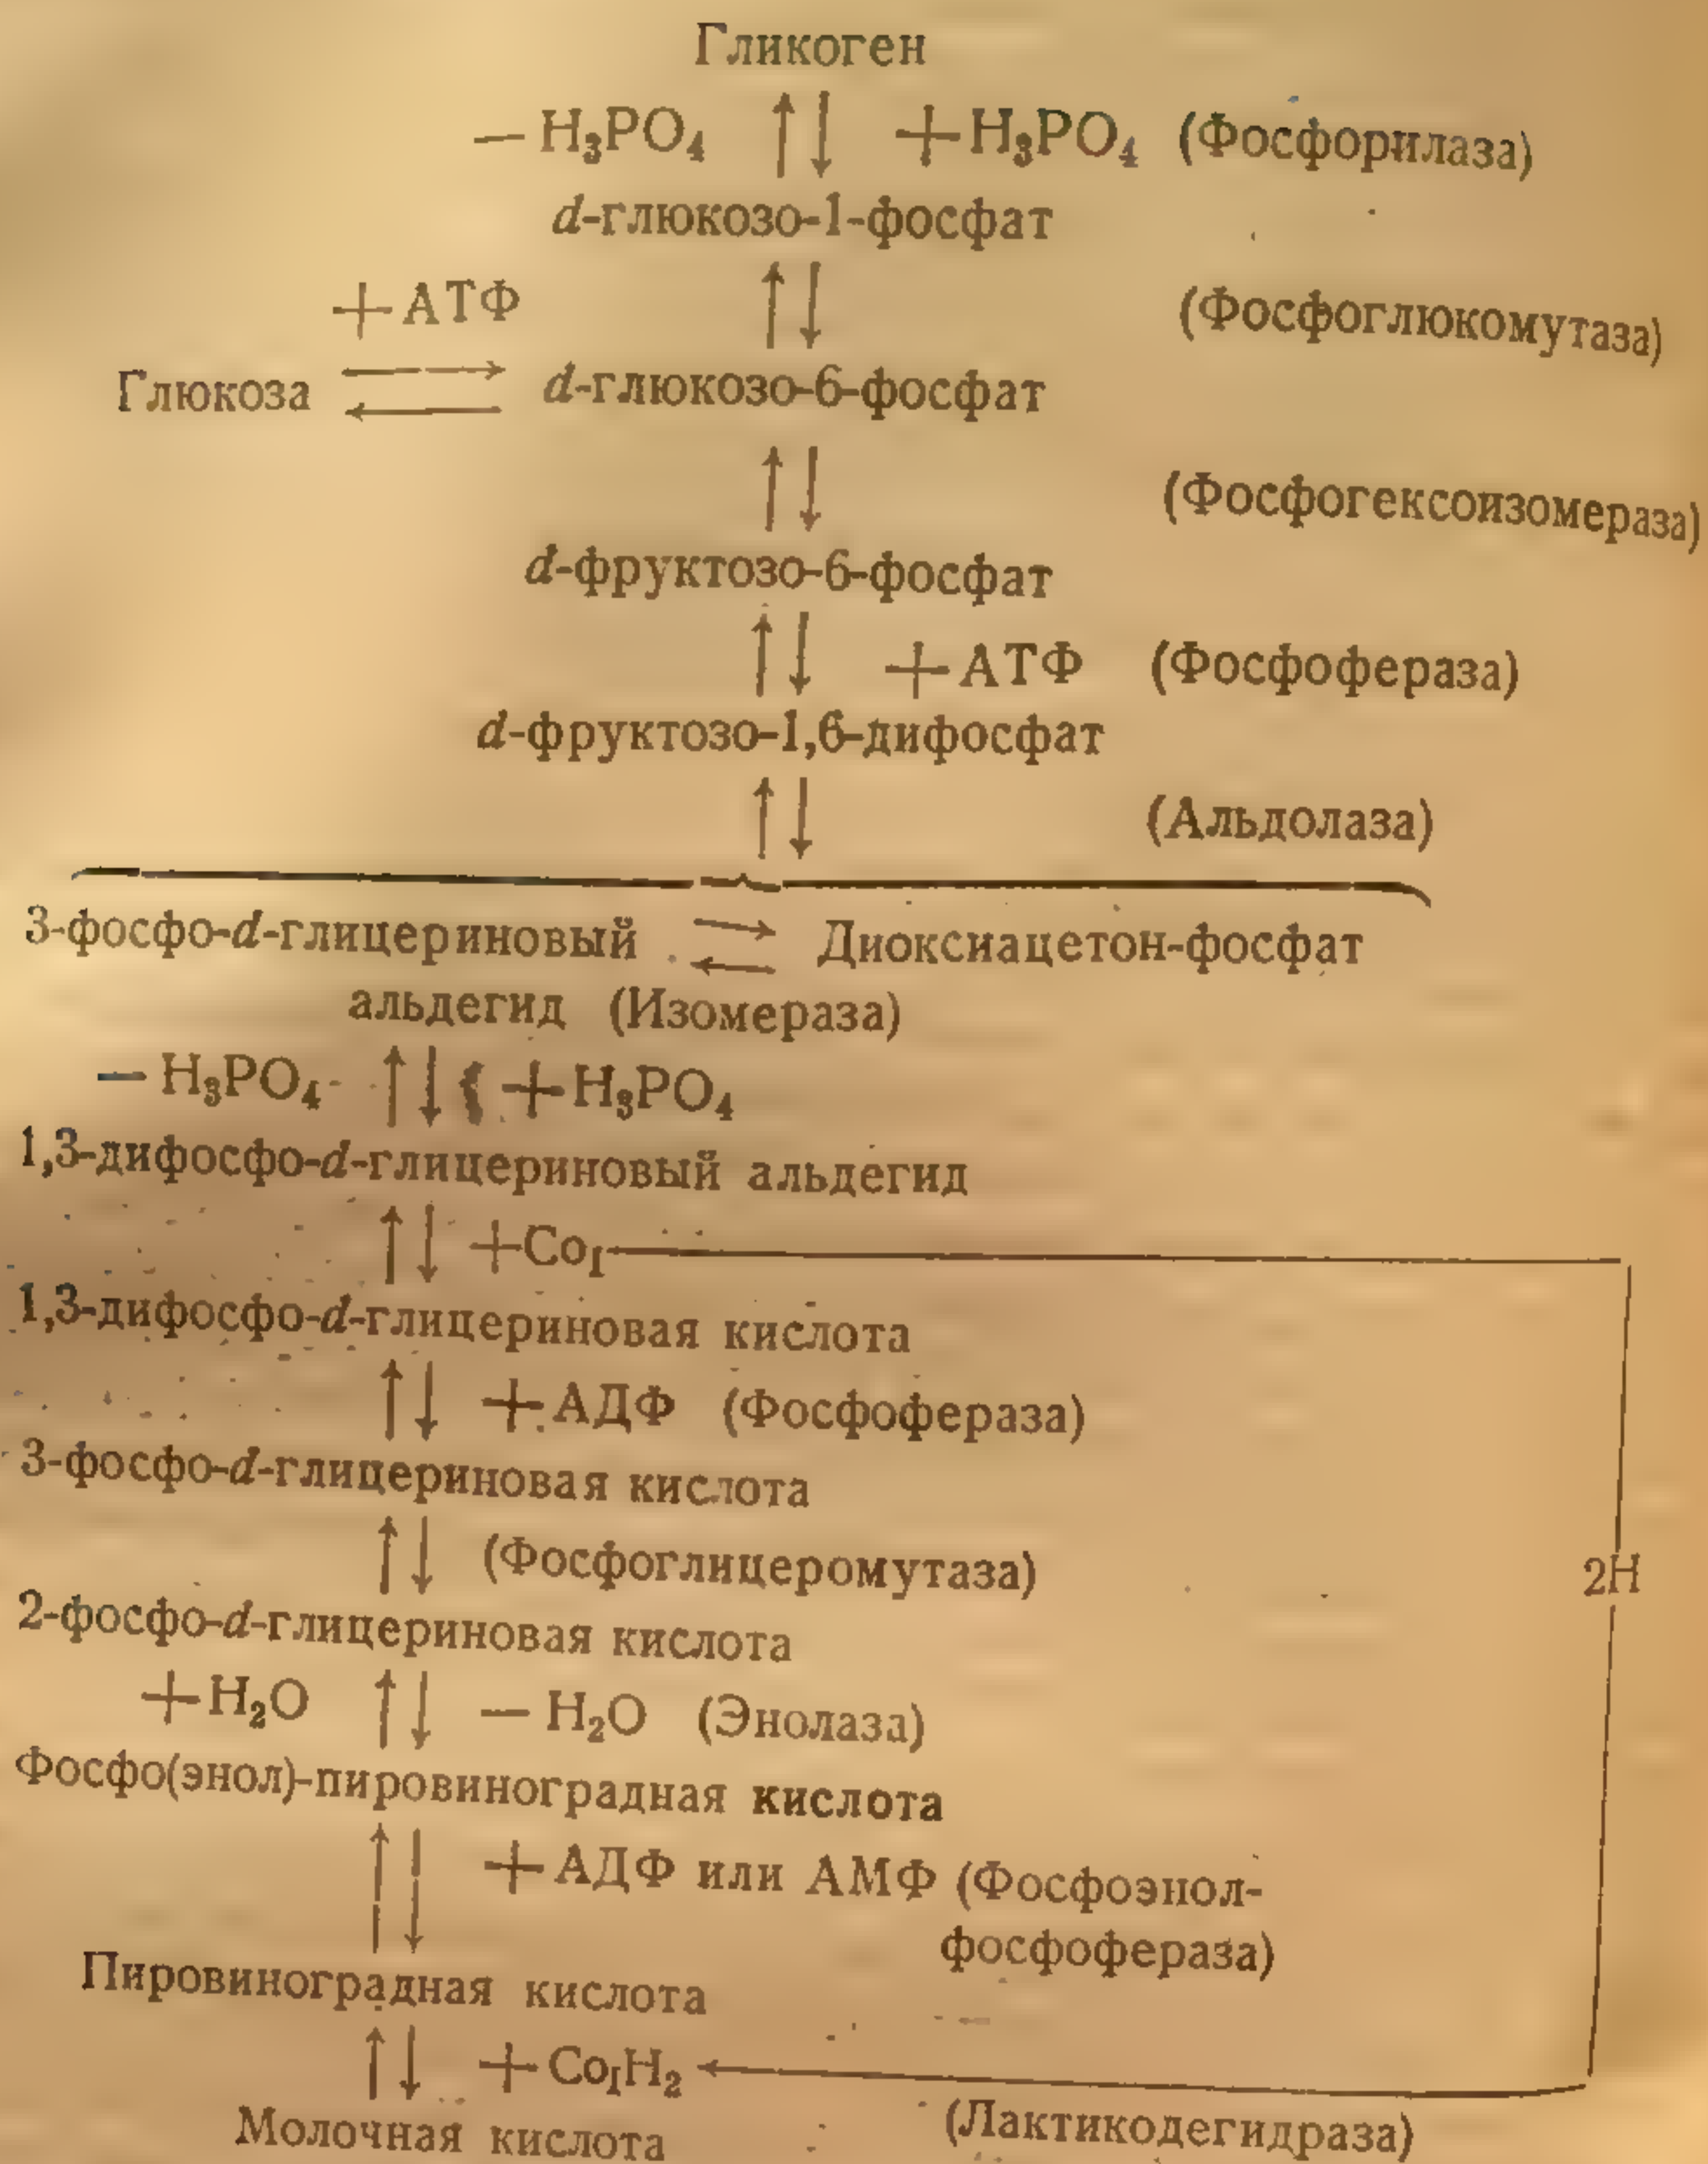 Гликоген
— H₃PO₄ ↑↓ +H₃PO₄ (Фосфорилаза)
d-глюкозо-1-фосфат
+АТФ ↑↓ (Фосфоглюкомутаза)
Глюкоза ⇄ d-глюкозо-6-фосфат
↑↓ (Фосфогексоизомераза)
d-фруктозо-6-фосфат
↑↓ +АТФ (Фосфофераза)
d-фруктозо-1,6-дифосфат
↑↓ (Альдолаза)
3-фосфо-d-глицериновый ⇄ Диоксиацетон-фосфат
альдегид (Изомераза)
— H₃PO₄ ↑↓ +H₃PO₄
1,3-дифосфо-d-глицериновый альдегид
↑↓ +Co_I
1,3-дифосфо-d-глицериновая кислота
↑↓ +АДФ (Фосфофераза)
3-фосфо-d-глицериновая кислота
↑↓ (Фосфоглицеромутаза)
2H
2-фосфо-d-глицериновая кислота
+H₂O ↑↓ — H₂O (Энолаза)
Фосфо(энол)-пировиноградная кислота
↑↓ +АДФ или АМФ (Фосфоэнол-
фосфофераза)
Пировиноградная кислота
↑↓ +Co_IH₂
(Лактикодегидраза)
Молочная кислота